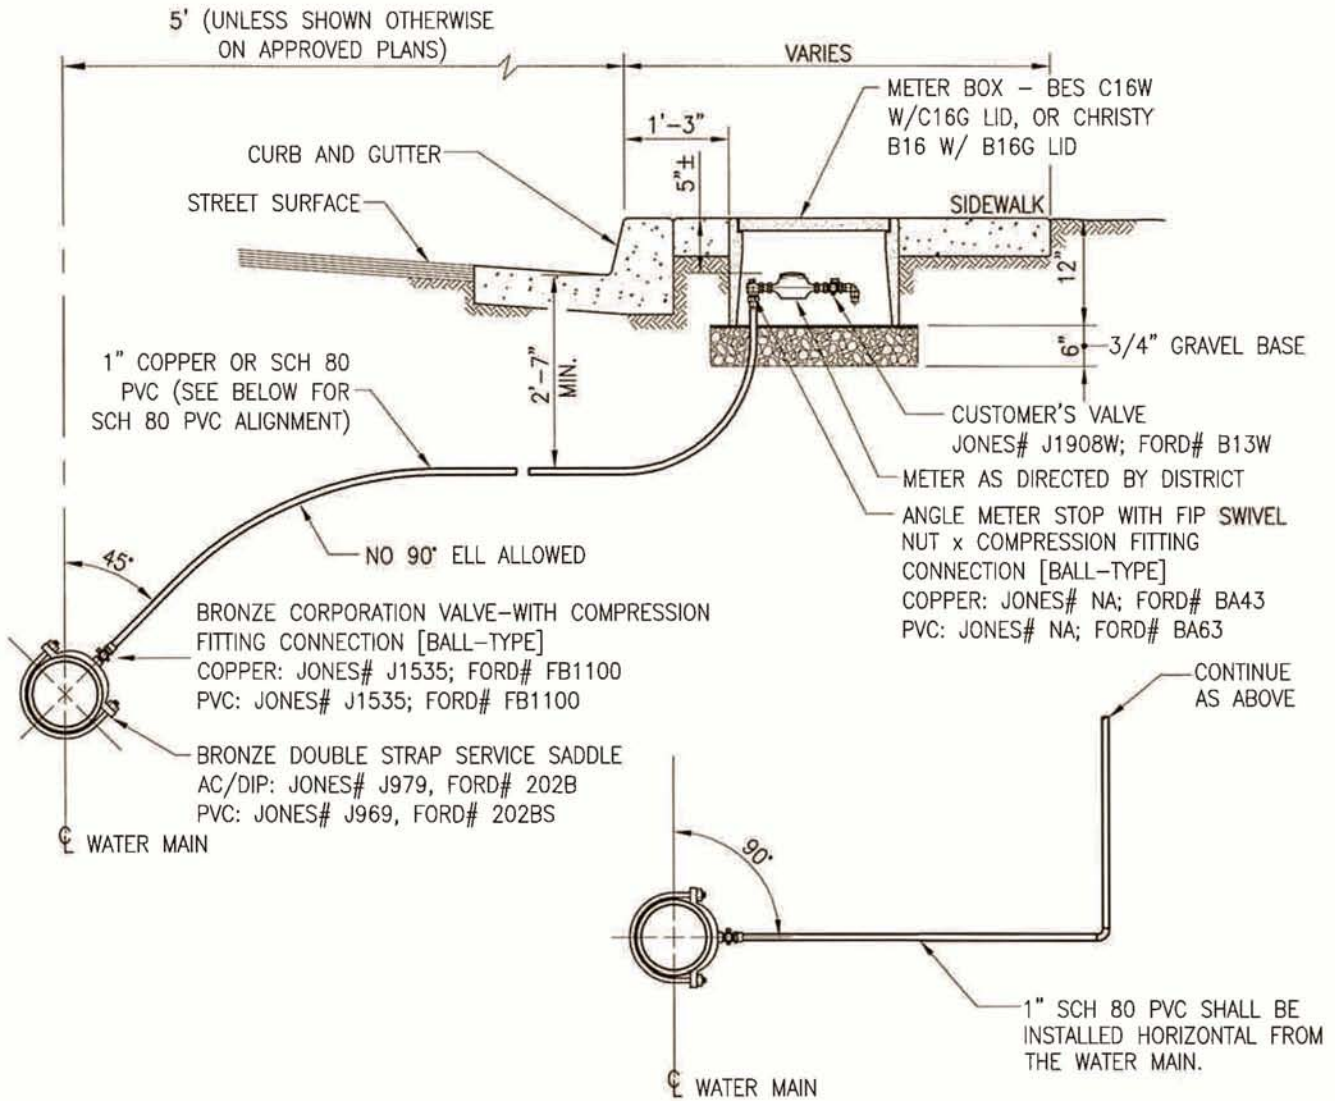 5' (UNLESS SHOWN OTHERWISE
ON APPROVED PLANS)
VARIES
METER BOX – BES C16W
W/C16G LID, OR CHRISTY
B16 W/ B16G LID
1'-3"
CURB AND GUTTER
5"±
STREET SURFACE
SIDEWALK
12"
6"
3/4" GRAVEL BASE
1" COPPER OR SCH 80
PVC (SEE BELOW FOR
SCH 80 PVC ALIGNMENT)
2'-7"
MIN.
CUSTOMER'S VALVE
JONES# J1908W; FORD# B13W
METER AS DIRECTED BY DISTRICT
ANGLE METER STOP WITH FIP SWIVEL
NUT x COMPRESSION FITTING
CONNECTION [BALL-TYPE]
COPPER: JONES# NA; FORD# BA43
PVC: JONES# NA; FORD# BA63
45°
NO 90° ELL ALLOWED
BRONZE CORPORATION VALVE-WITH COMPRESSION
FITTING CONNECTION [BALL-TYPE]
COPPER: JONES# J1535; FORD# FB1100
PVC: JONES# J1535; FORD# FB1100
BRONZE DOUBLE STRAP SERVICE SADDLE
AC/DIP: JONES# J979, FORD# 202B
PVC: JONES# J969, FORD# 202BS
℄ WATER MAIN
CONTINUE
AS ABOVE
90°
1" SCH 80 PVC SHALL BE
INSTALLED HORIZONTAL FROM
THE WATER MAIN.
℄ WATER MAIN